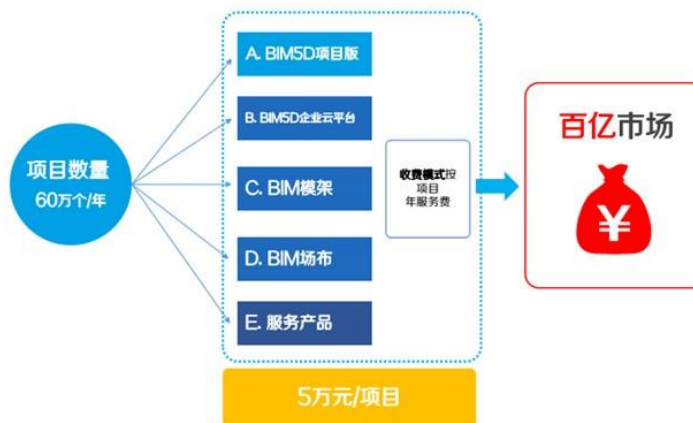 项目数量
60万个/年
A. BIM5D项目版
B. BIM5D企业云平台
C. BIM模架
D. BIM场布
E. 服务产品
收费模式按
项目
年服务费
5万元/项目
百亿市场
¥